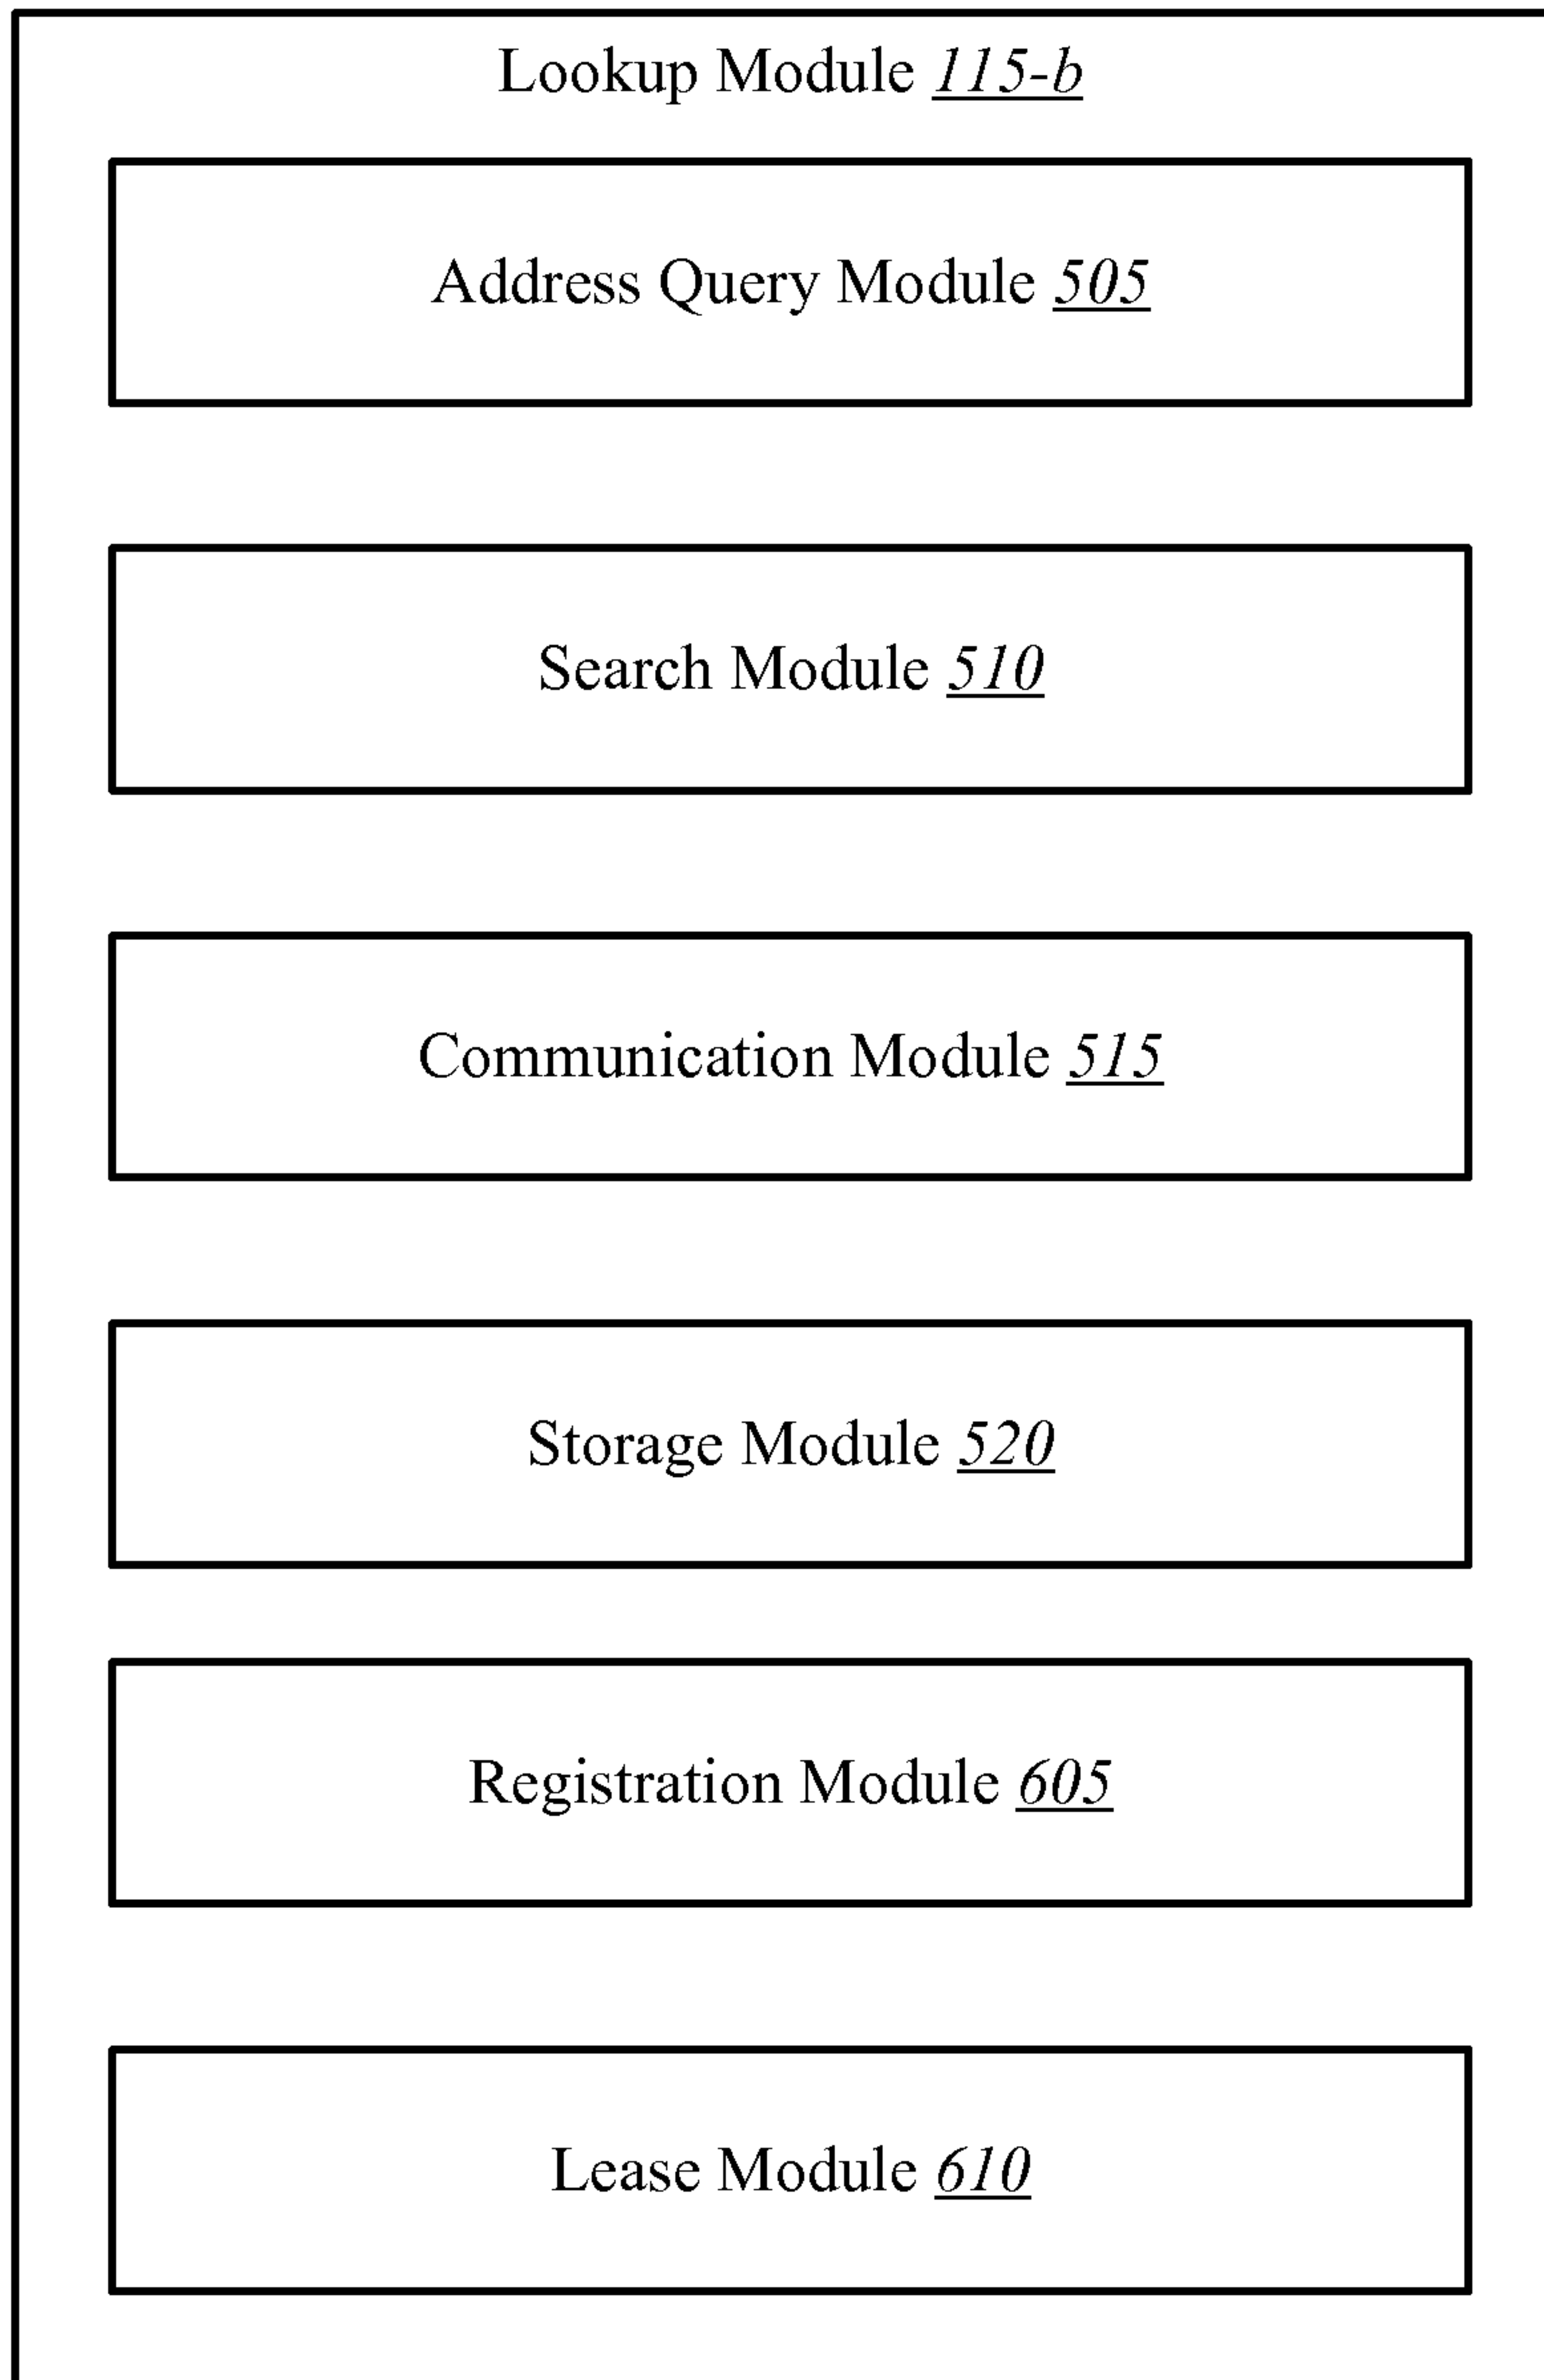 Lookup Module 115-b
Address Query Module 505
Search Module 510
Communication Module 515
Storage Module 520
Registration Module 605
Lease Module 610